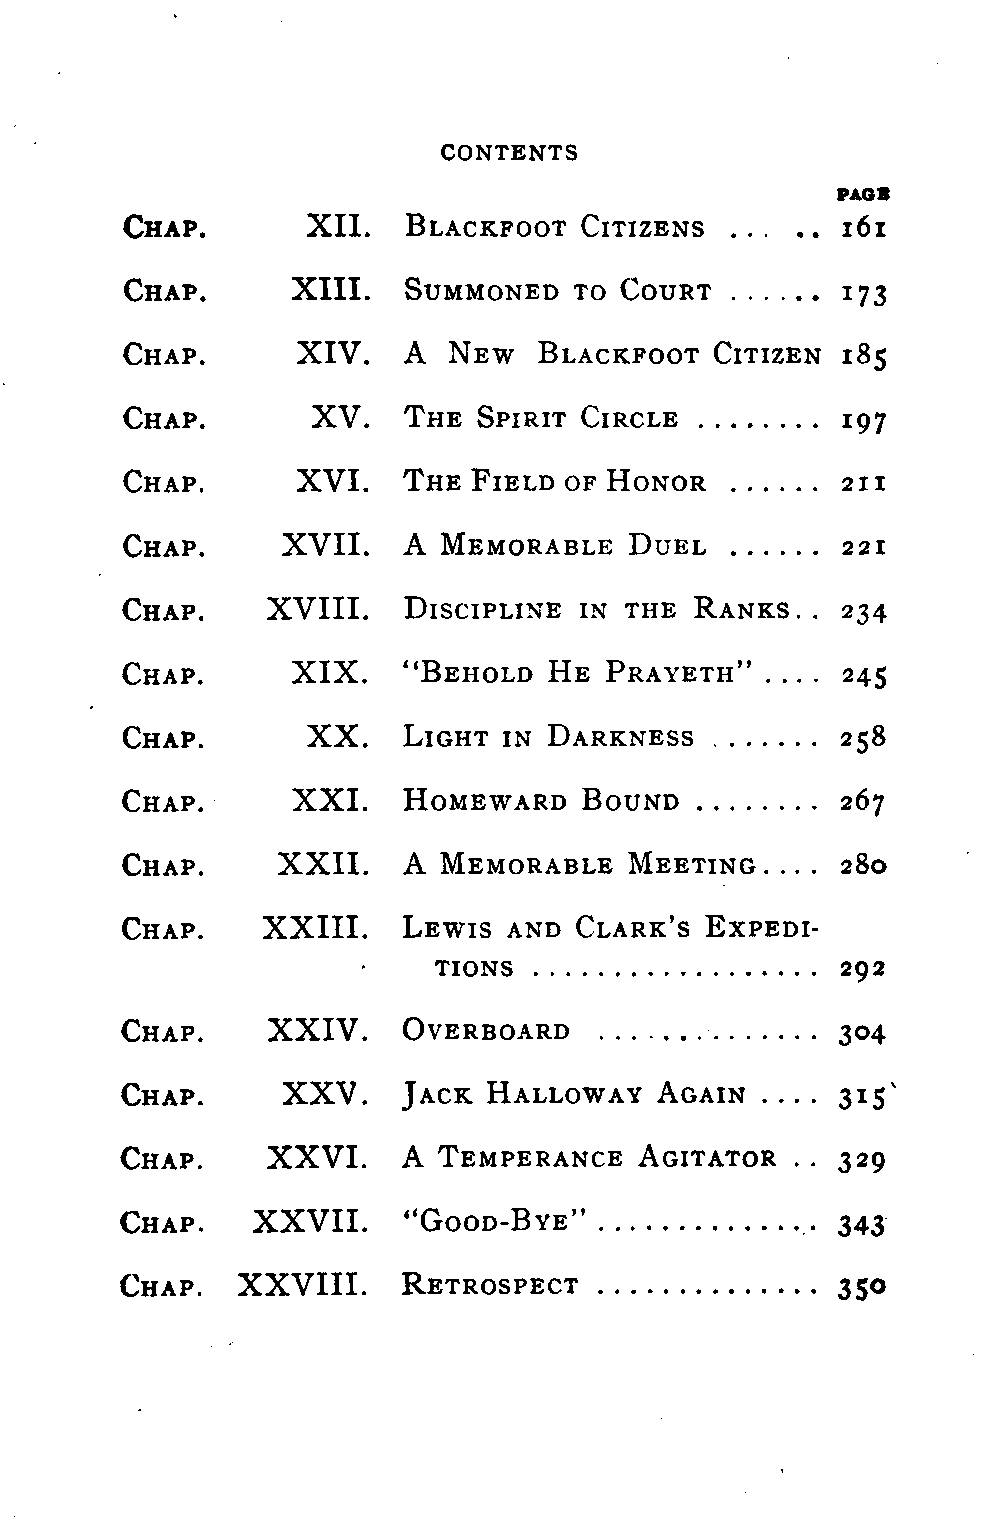 CONTENTS
PAGE
CHAP. XII. BLACKFOOT CITIZENS ... .. 161
CHAP. XIII. SUMMONED TO COURT ...... 173
CHAP. XIV. A NEW BLACKFOOT CITIZEN 185
CHAP. XV. THE SPIRIT CIRCLE ........ 197
CHAP. XVI. THE FIELD OF HONOR ...... 211
CHAP. XVII. A MEMORABLE DUEL ...... 221
CHAP. XVIII. DISCIPLINE IN THE RANKS.. 234
CHAP. XIX. "BEHOLD HE PRAYETH" .... 245
CHAP. XX. LIGHT IN DARKNESS ....... 258
CHAP. XXI. HOMEWARD BOUND ........ 267
CHAP. XXII. A MEMORABLE MEETING.... 280
CHAP. XXIII. LEWIS AND CLARK'S EXPEDI-
TIONS .................. 292
CHAP. XXIV. OVERBOARD .............. 304
CHAP. XXV. JACK HALLOWAY AGAIN .... 315
CHAP. XXVI. A TEMPERANCE AGITATOR .. 329
CHAP. XXVII. "GOOD-BYE" .............. 343
CHAP. XXVIII. RETROSPECT .............. 350